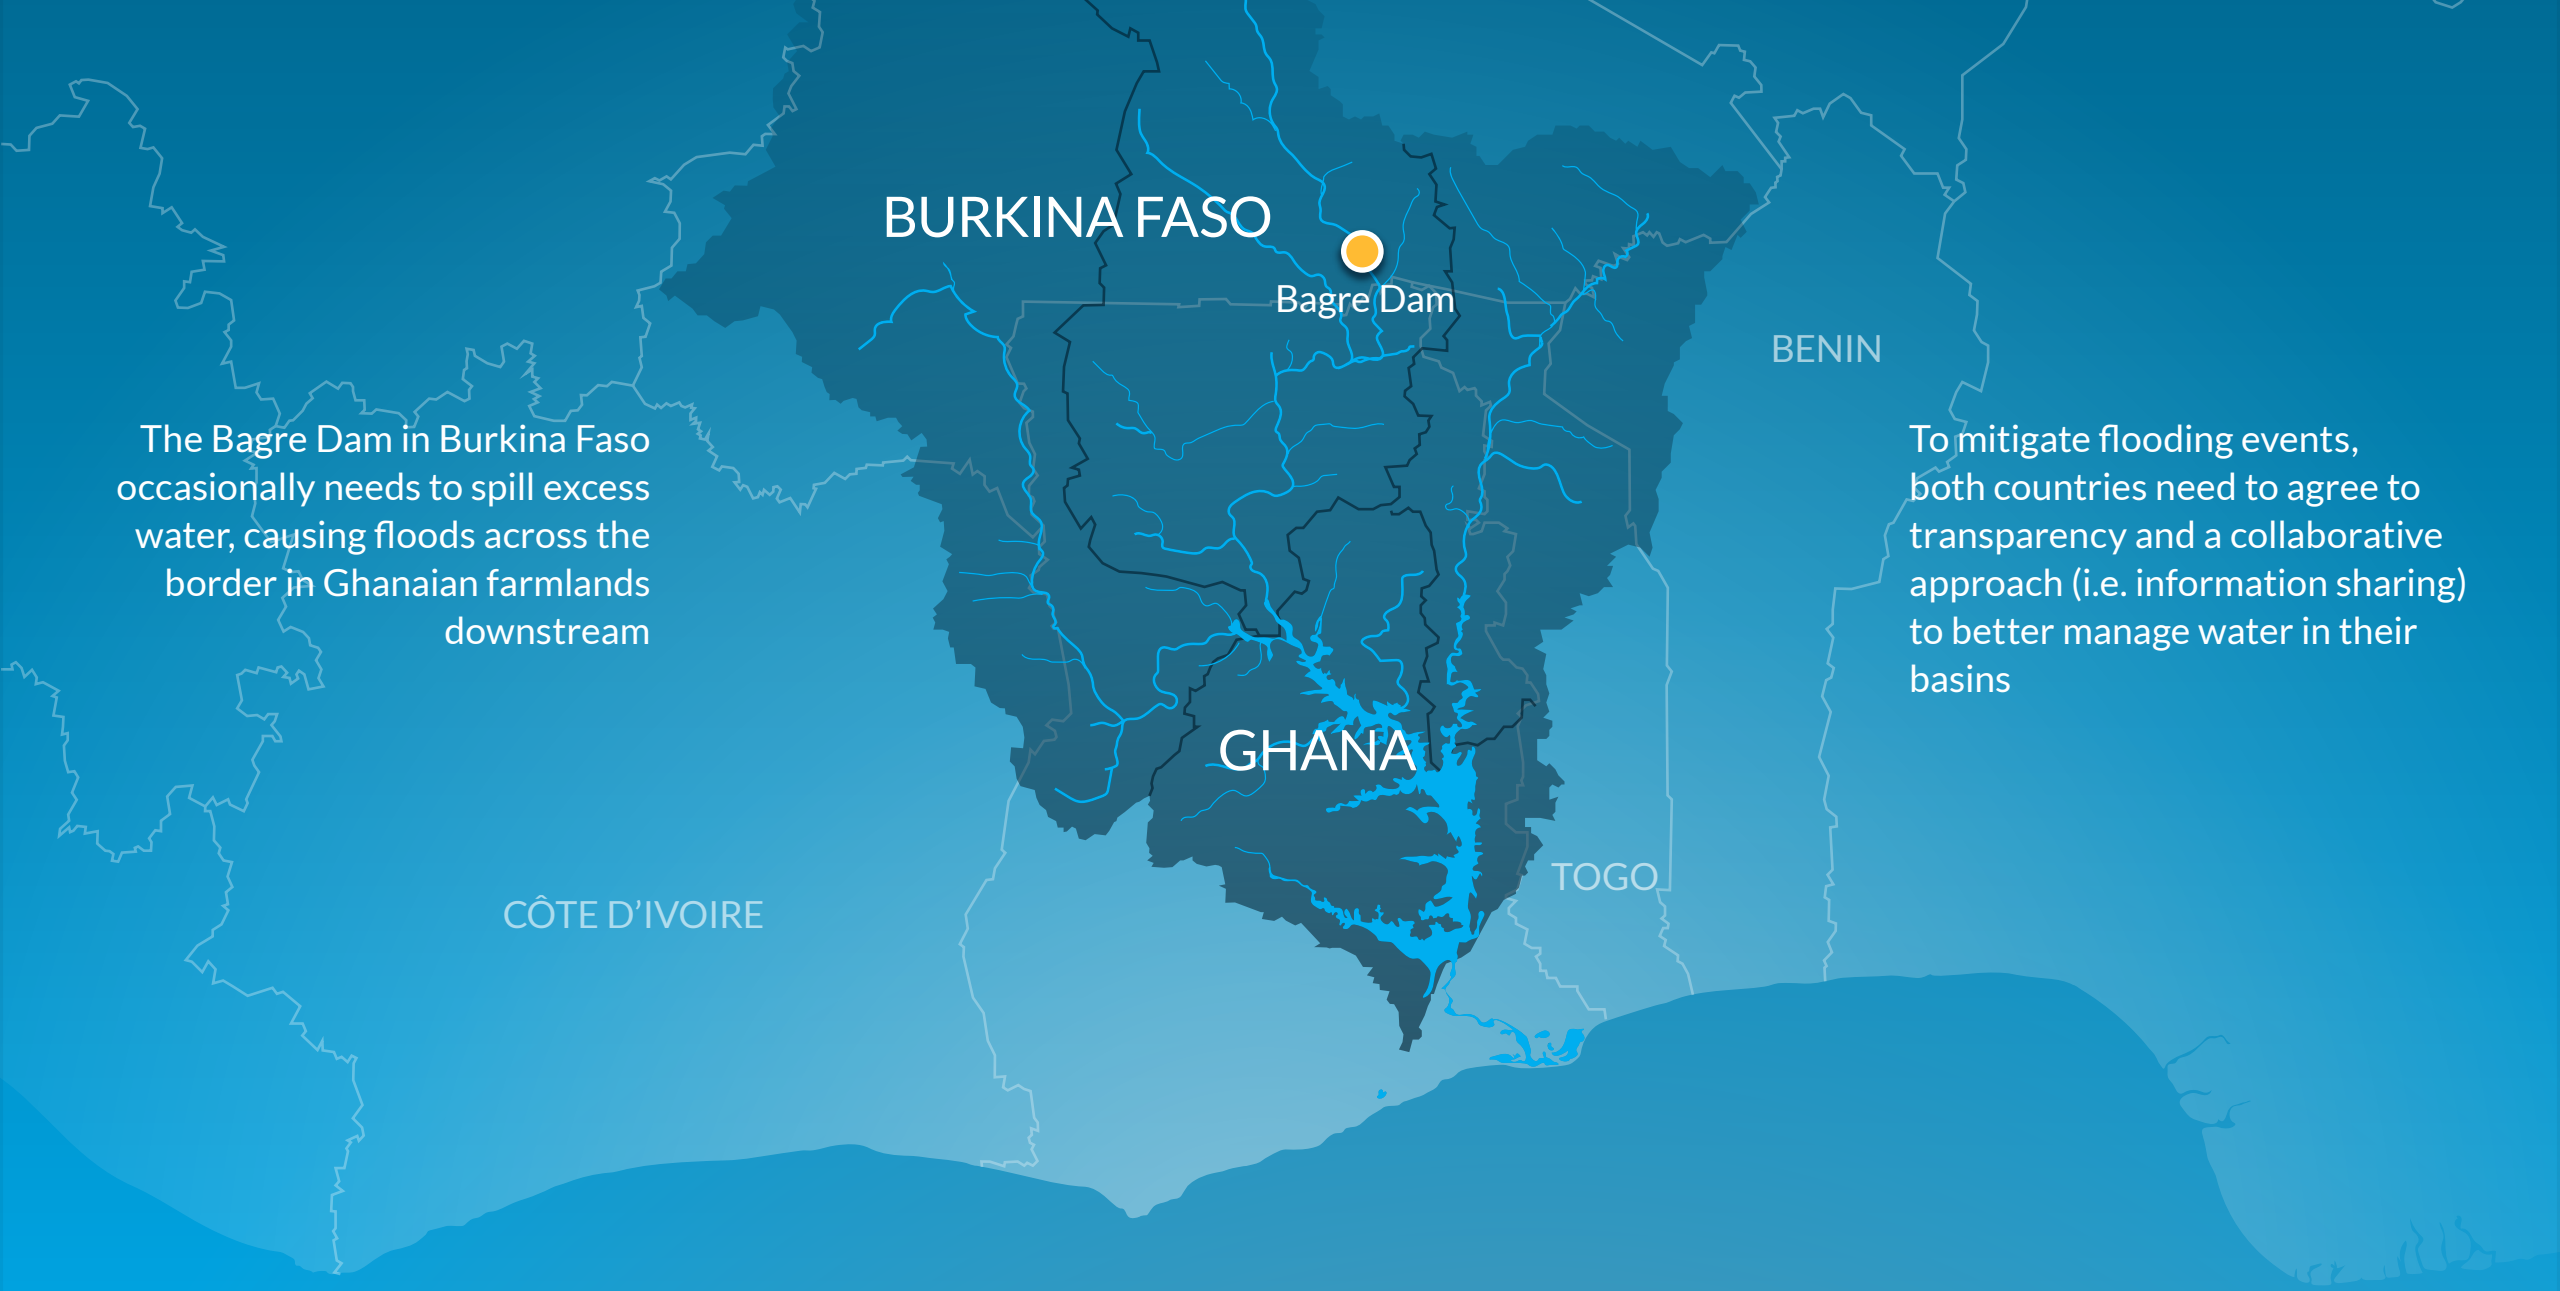 BURKINA FASO
Bagre Dam
BENIN
The Bagre Dam in Burkina Faso
occasionally needs to spill excess
water, causing floods across the
border in Ghanaian farmlands
downstream
To mitigate flooding events,
both countries need to agree to
transparency and a collaborative
approach (i.e. information sharing)
to better manage water in their
basins
GHANA
TOGO
CÔTE D’IVOIRE